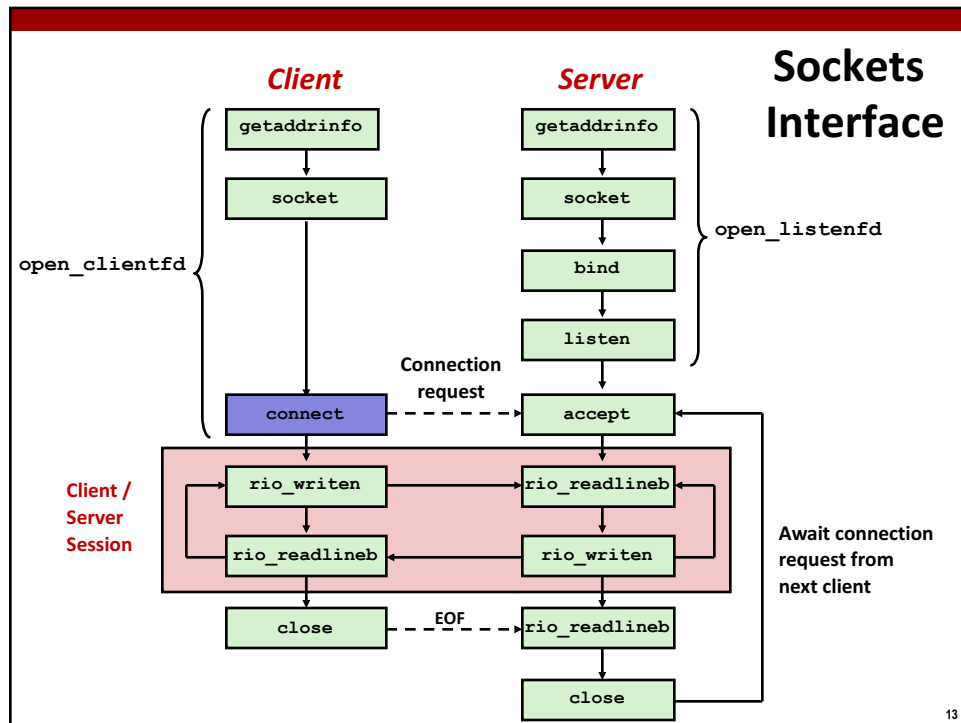 Sockets
Interface
Client
Server
getaddrinfo
getaddrinfo
socket
socket
open_listenfd
open_clientfd
bind
listen
Connection
request
connect
accept
Client /
Server
Session
rio_writen
rio_readlineb
rio_readlineb
rio_writen
Await connection
request from
next client
close
EOF
rio_readlineb
close
13